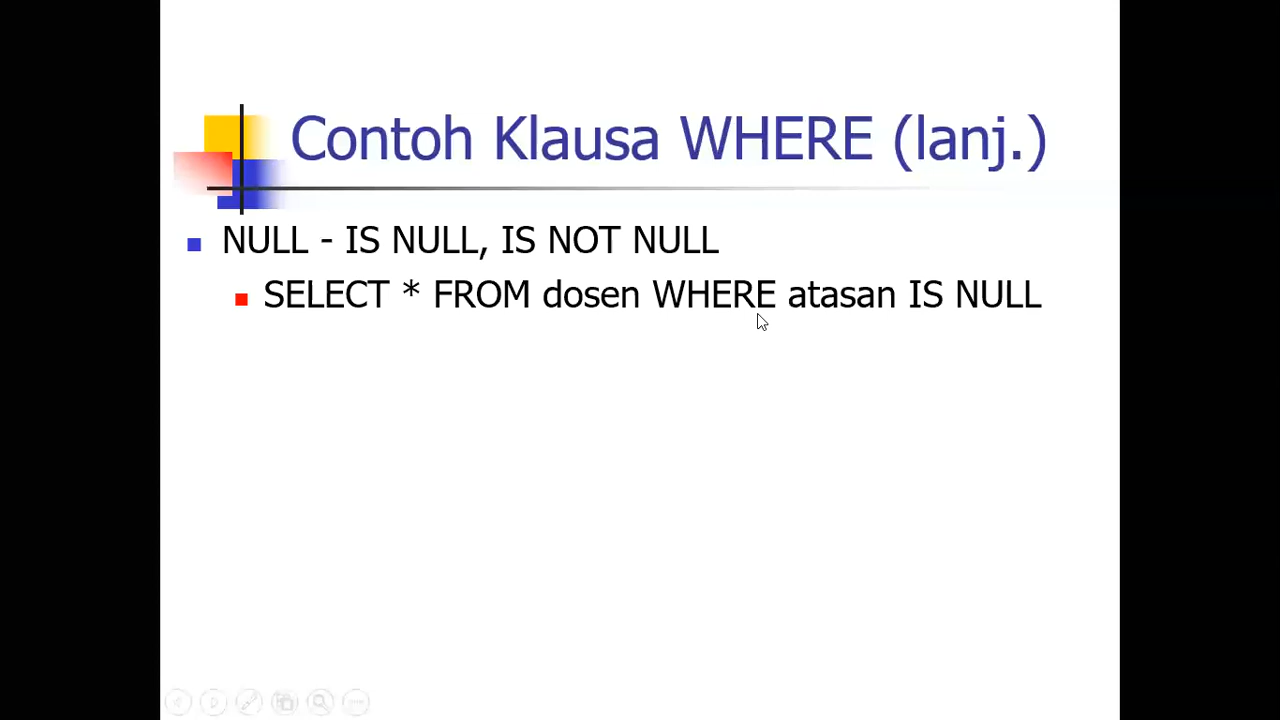 Contoh Klausa WHERE (lanj.)
NULL - IS NULL, IS NOT NULL
SELECT * FROM dosen WHERE atasan IS NULL